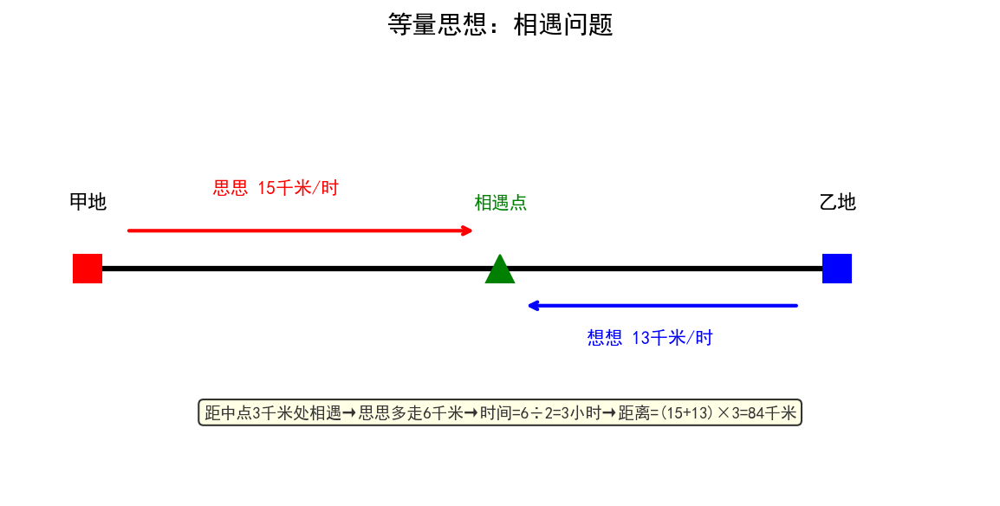 等量思想：相遇问题
思思 15千米/时
甲地
相遇点
乙地
想想 13千米/时
距中点3千米处相遇→思思多走6千米→时间=6÷2=3小时→距离=(15+13)×3=84千米